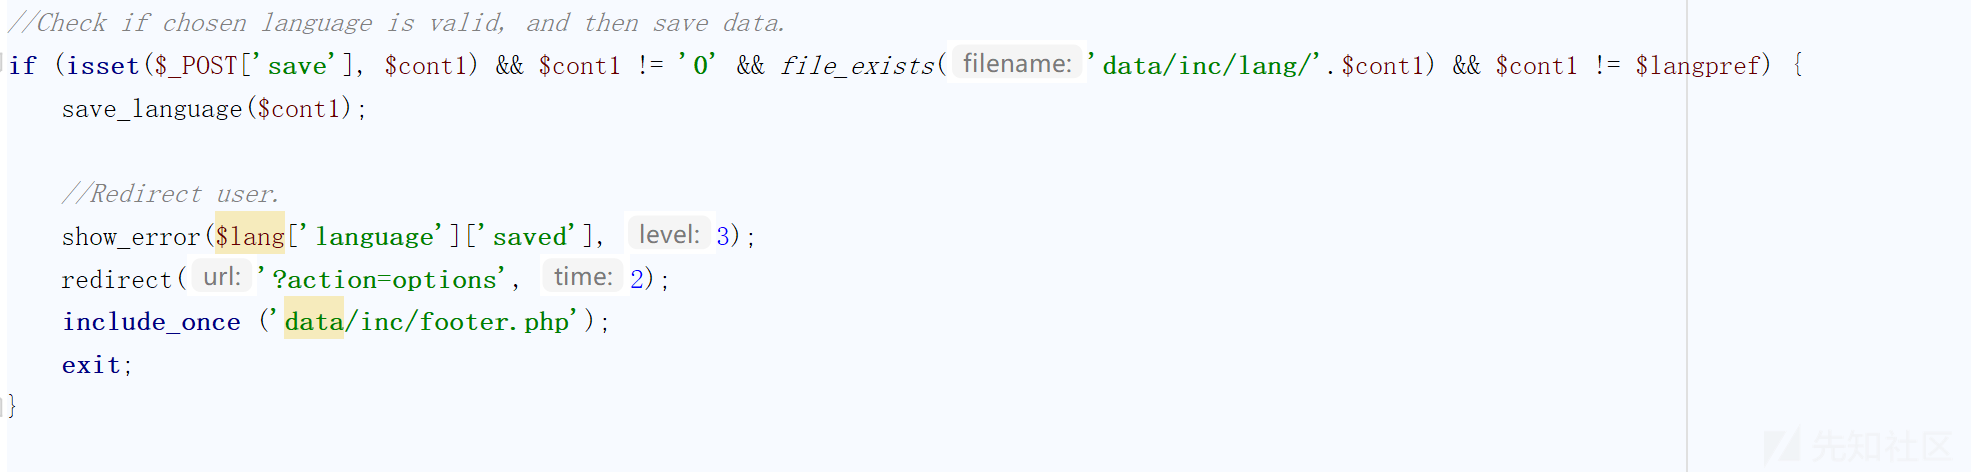 //Check if chosen language is valid, and then save data.
if (isset($_POST['save'], $cont1) && $cont1 != '0' && file_exists( filename: 'data/inc/lang/'.$cont1) && $cont1 != $langpref) {
    save_language($cont1);
    //Redirect user.
    show_error($lang['language']['saved'], level: 3);
    redirect( url: '?action=options', time: 2);
    include_once ('data/inc/footer.php');
    exit;
}
先知社区